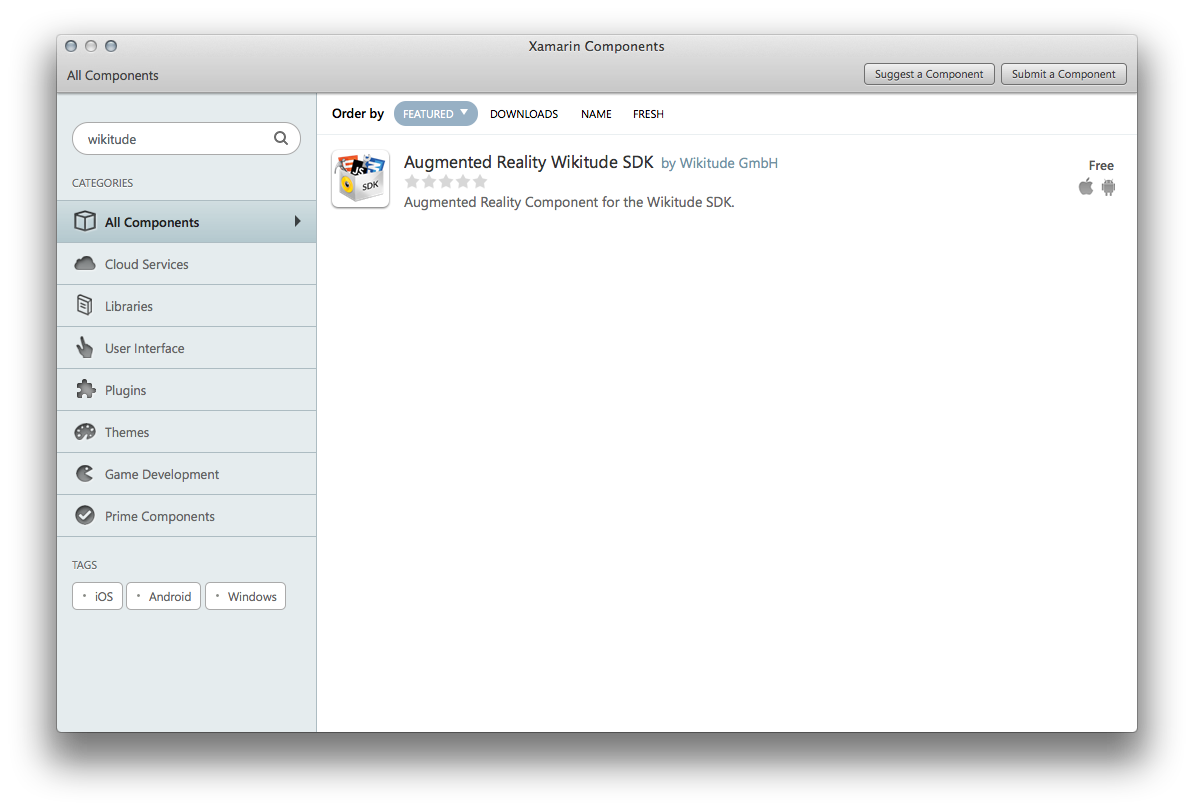 Xamarin Components
All Components
Suggest a Component
Submit a Component
wikitude
CATEGORIES
All Components
Cloud Services
Libraries
User Interface
Plugins
Themes
Game Development
Prime Components
TAGS
• iOS
• Android
• Windows
Order by FEATURED DOWNLOADS NAME FRESH
JS
SDK
Augmented Reality Wikitude SDK by Wikitude GmbH
Augmented Reality Component for the Wikitude SDK.
Free